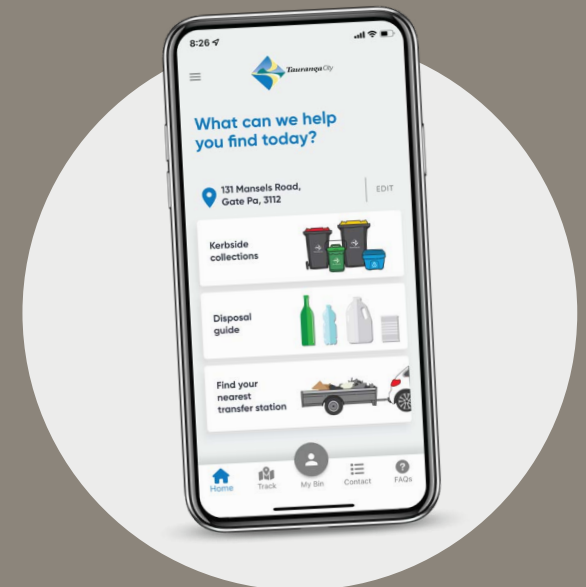 8:26
Tauranga City
What can we help
you find today?
131 Mansels Road,
Gate Pa, 3112
EDIT
Kerbside
collections
Disposal
guide
Find your
nearest
transfer station
Home
Track
My Bin
Contact
FAQs